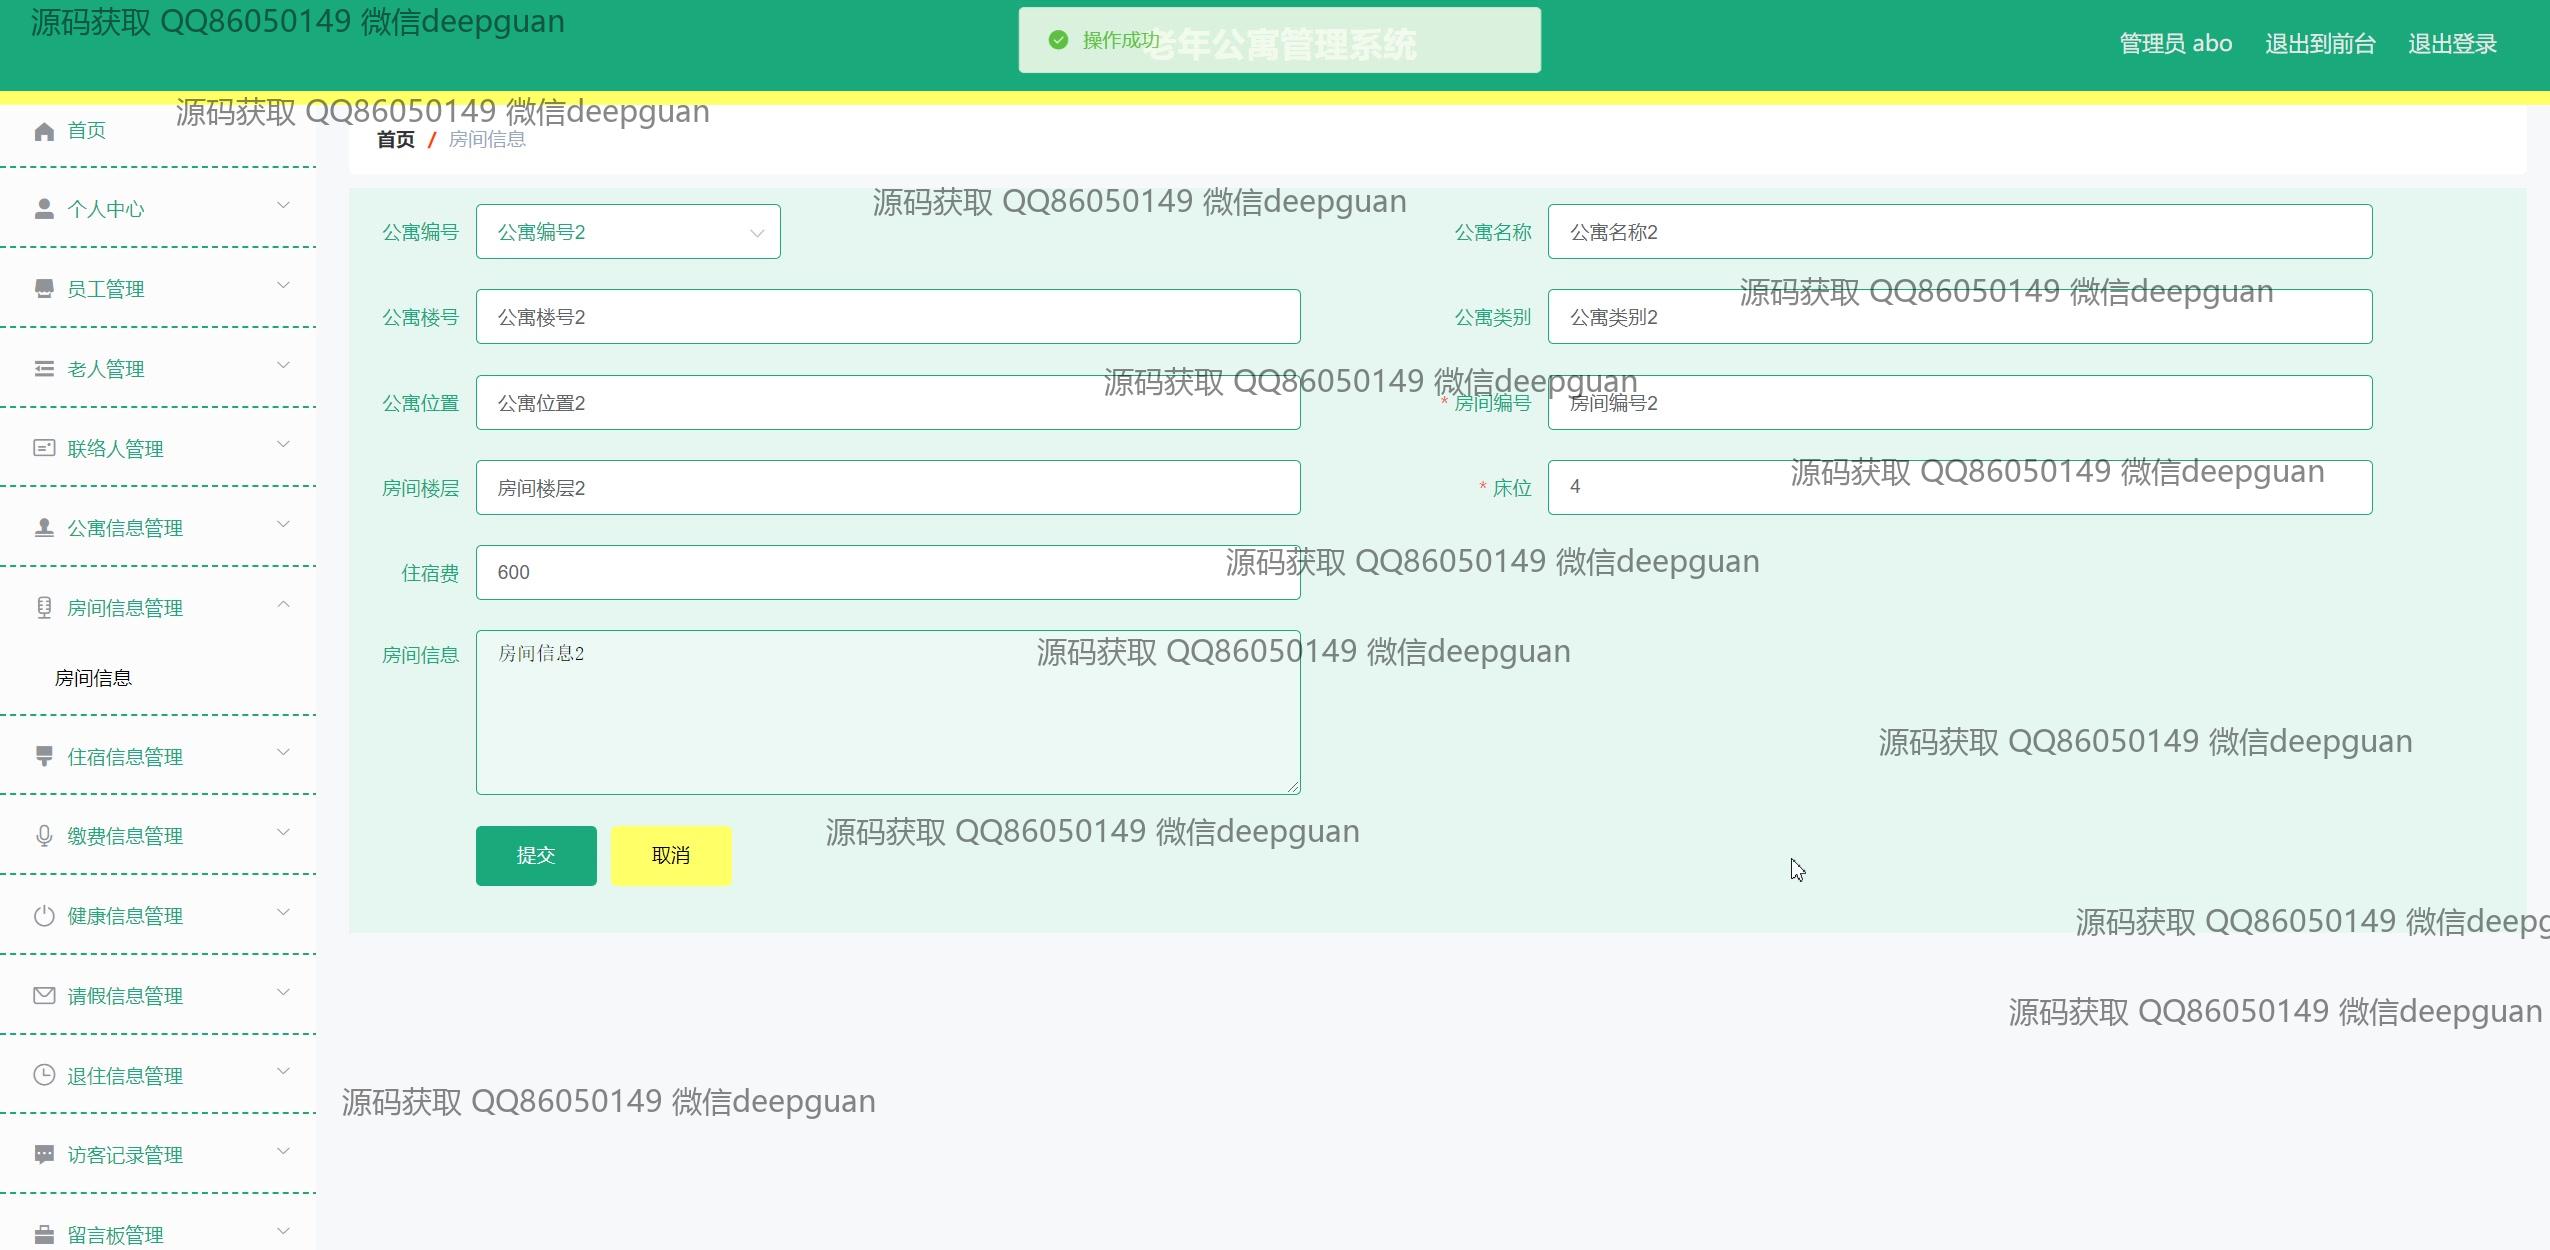 源码获取 QQ86050149 微信deepguan
操作成功
老年公寓管理系统
管理员 abo
退出到前台
退出登录
源码获取 QQ86050149 微信deepguan
首页
首页 / 房间信息
个人中心
源码获取 QQ86050149 微信deepguan
公寓编号
公寓编号2
公寓名称
公寓名称2
员工管理
源码获取 QQ86050149 微信deepguan
公寓楼号
公寓楼号2
公寓类别
公寓类别2
老人管理
源码获取 QQ86050149 微信deepguan
公寓位置
公寓位置2
* 房间编号
房间编号2
联络人管理
源码获取 QQ86050149 微信deepguan
房间楼层
房间楼层2
* 床位
4
公寓信息管理
源码获取 QQ86050149 微信deepguan
住宿费
600
房间信息管理
源码获取 QQ86050149 微信deepguan
房间信息
房间信息2
房间信息
源码获取 QQ86050149 微信deepguan
住宿信息管理
源码获取 QQ86050149 微信deepguan
缴费信息管理
提交
取消
健康信息管理
源码获取 QQ86050149 微信deepg
请假信息管理
源码获取 QQ86050149 微信deepguan
退住信息管理
源码获取 QQ86050149 微信deepguan
访客记录管理
留言板管理